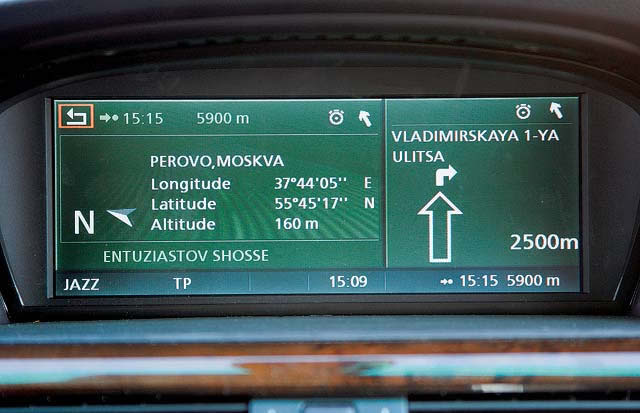 15:15 5900 m
PEROVO,MOSKVA
Longitude 37°44'05'' E
Latitude 55°45'17'' N
Altitude 160 m
N
ENTUZIASTOV SHOSSE
VLADIMIRSKAYA 1-YA
ULITSA
2500m
JAZZ TP 15:09 15:15 5900 m